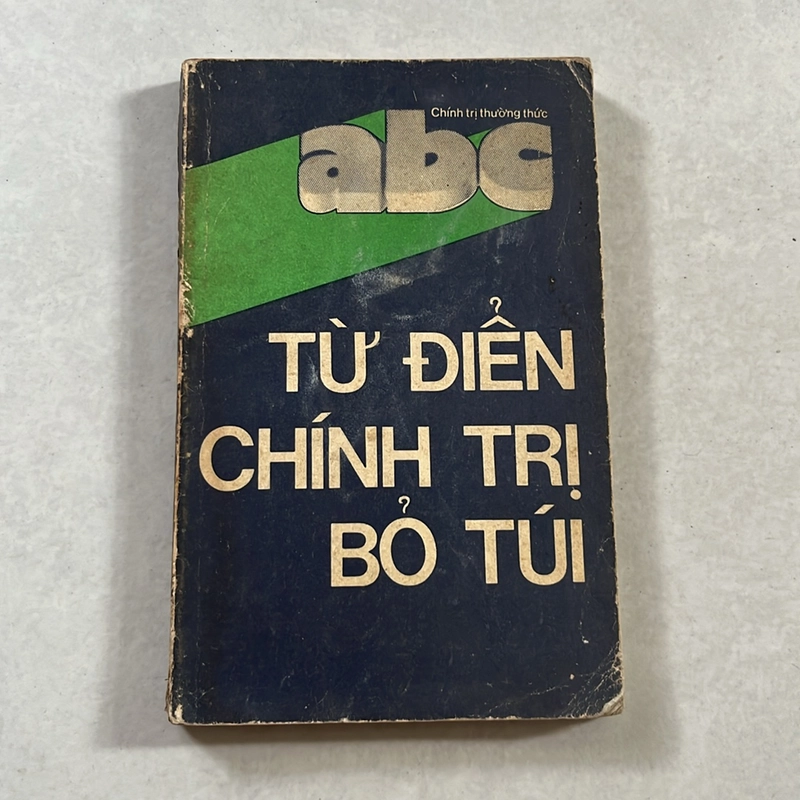 Chính trị thường thức
abc
TỪ ĐIỂN
CHÍNH TRỊ
BỎ TÚI